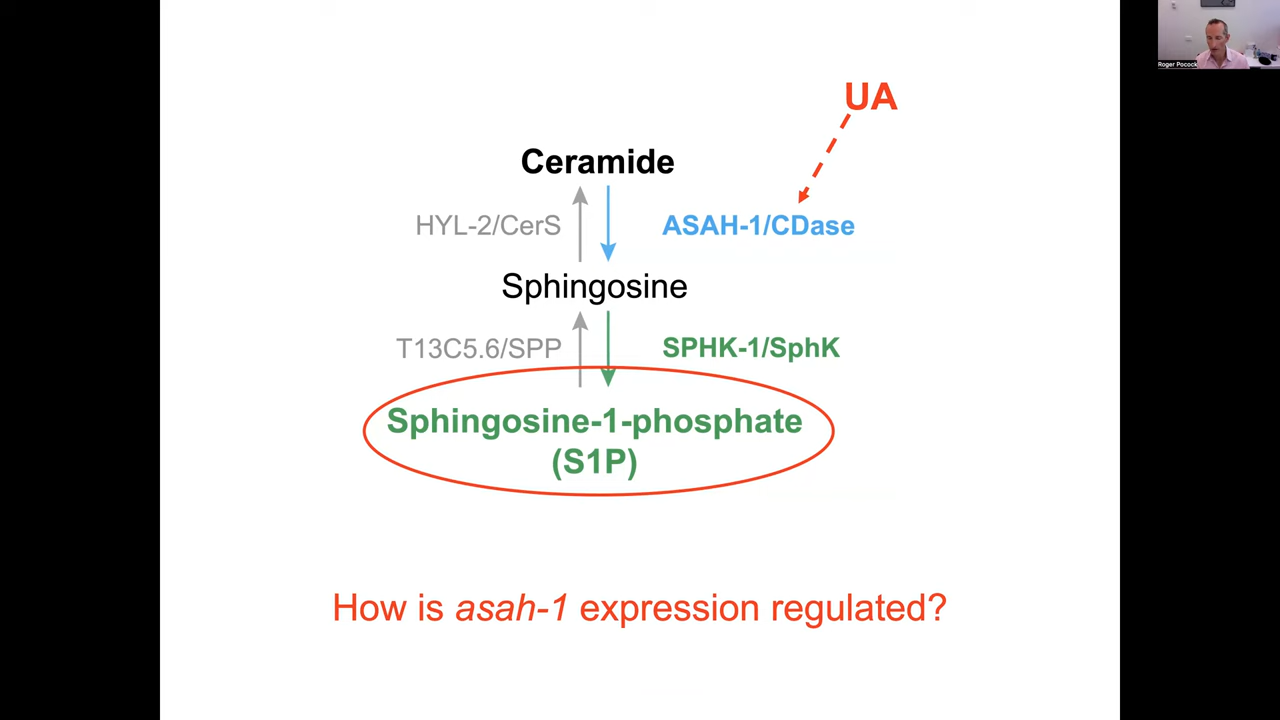 Roger Pocock
UA
Ceramide
HYL-2/CerS
ASAH-1/CDase
Sphingosine
T13C5.6/SPP
SPHK-1/SphK
Sphingosine-1-phosphate
(S1P)
How is asah-1 expression regulated?